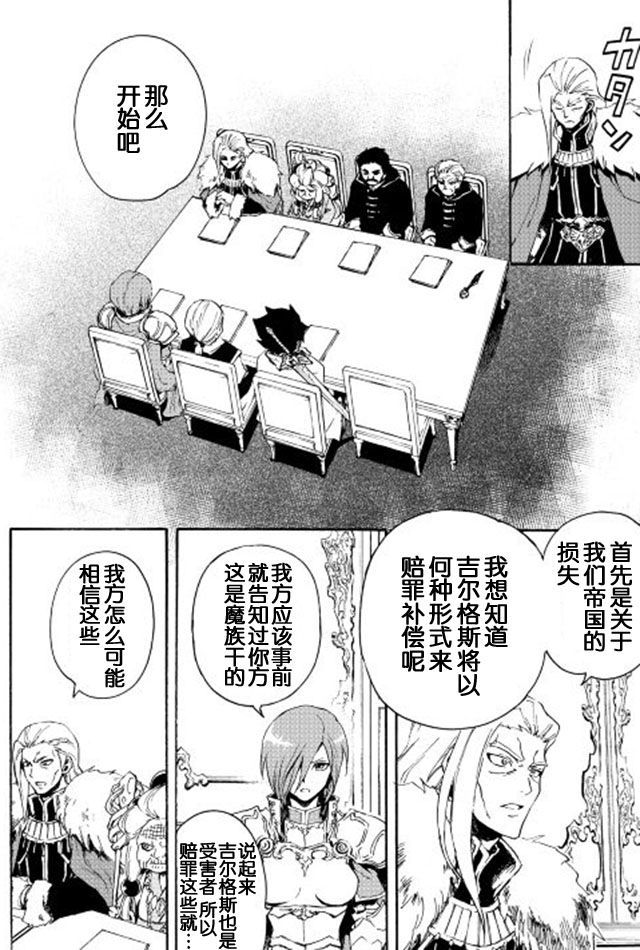 ガタン
那么
开始吧
首先是关于
我们帝国的
损失
我想知道
吉尔格斯将以
何种形式来
赔罪补偿呢
我方应该事前
就告知过你方
这是魔族干的
说起来
吉尔格斯也是
受害者 所以
赔罪这些就…
我方怎么可能
相信这些